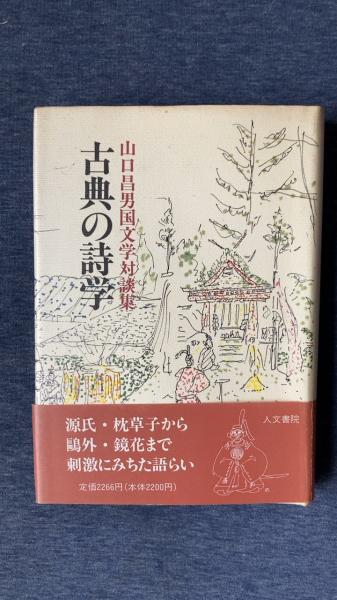 山口昌男国文学対談集
古典の詩学
人文書院
源氏・枕草子から
鷗外・鏡花まで
刺激にみちた語らい
定価2266円(本体2200円)